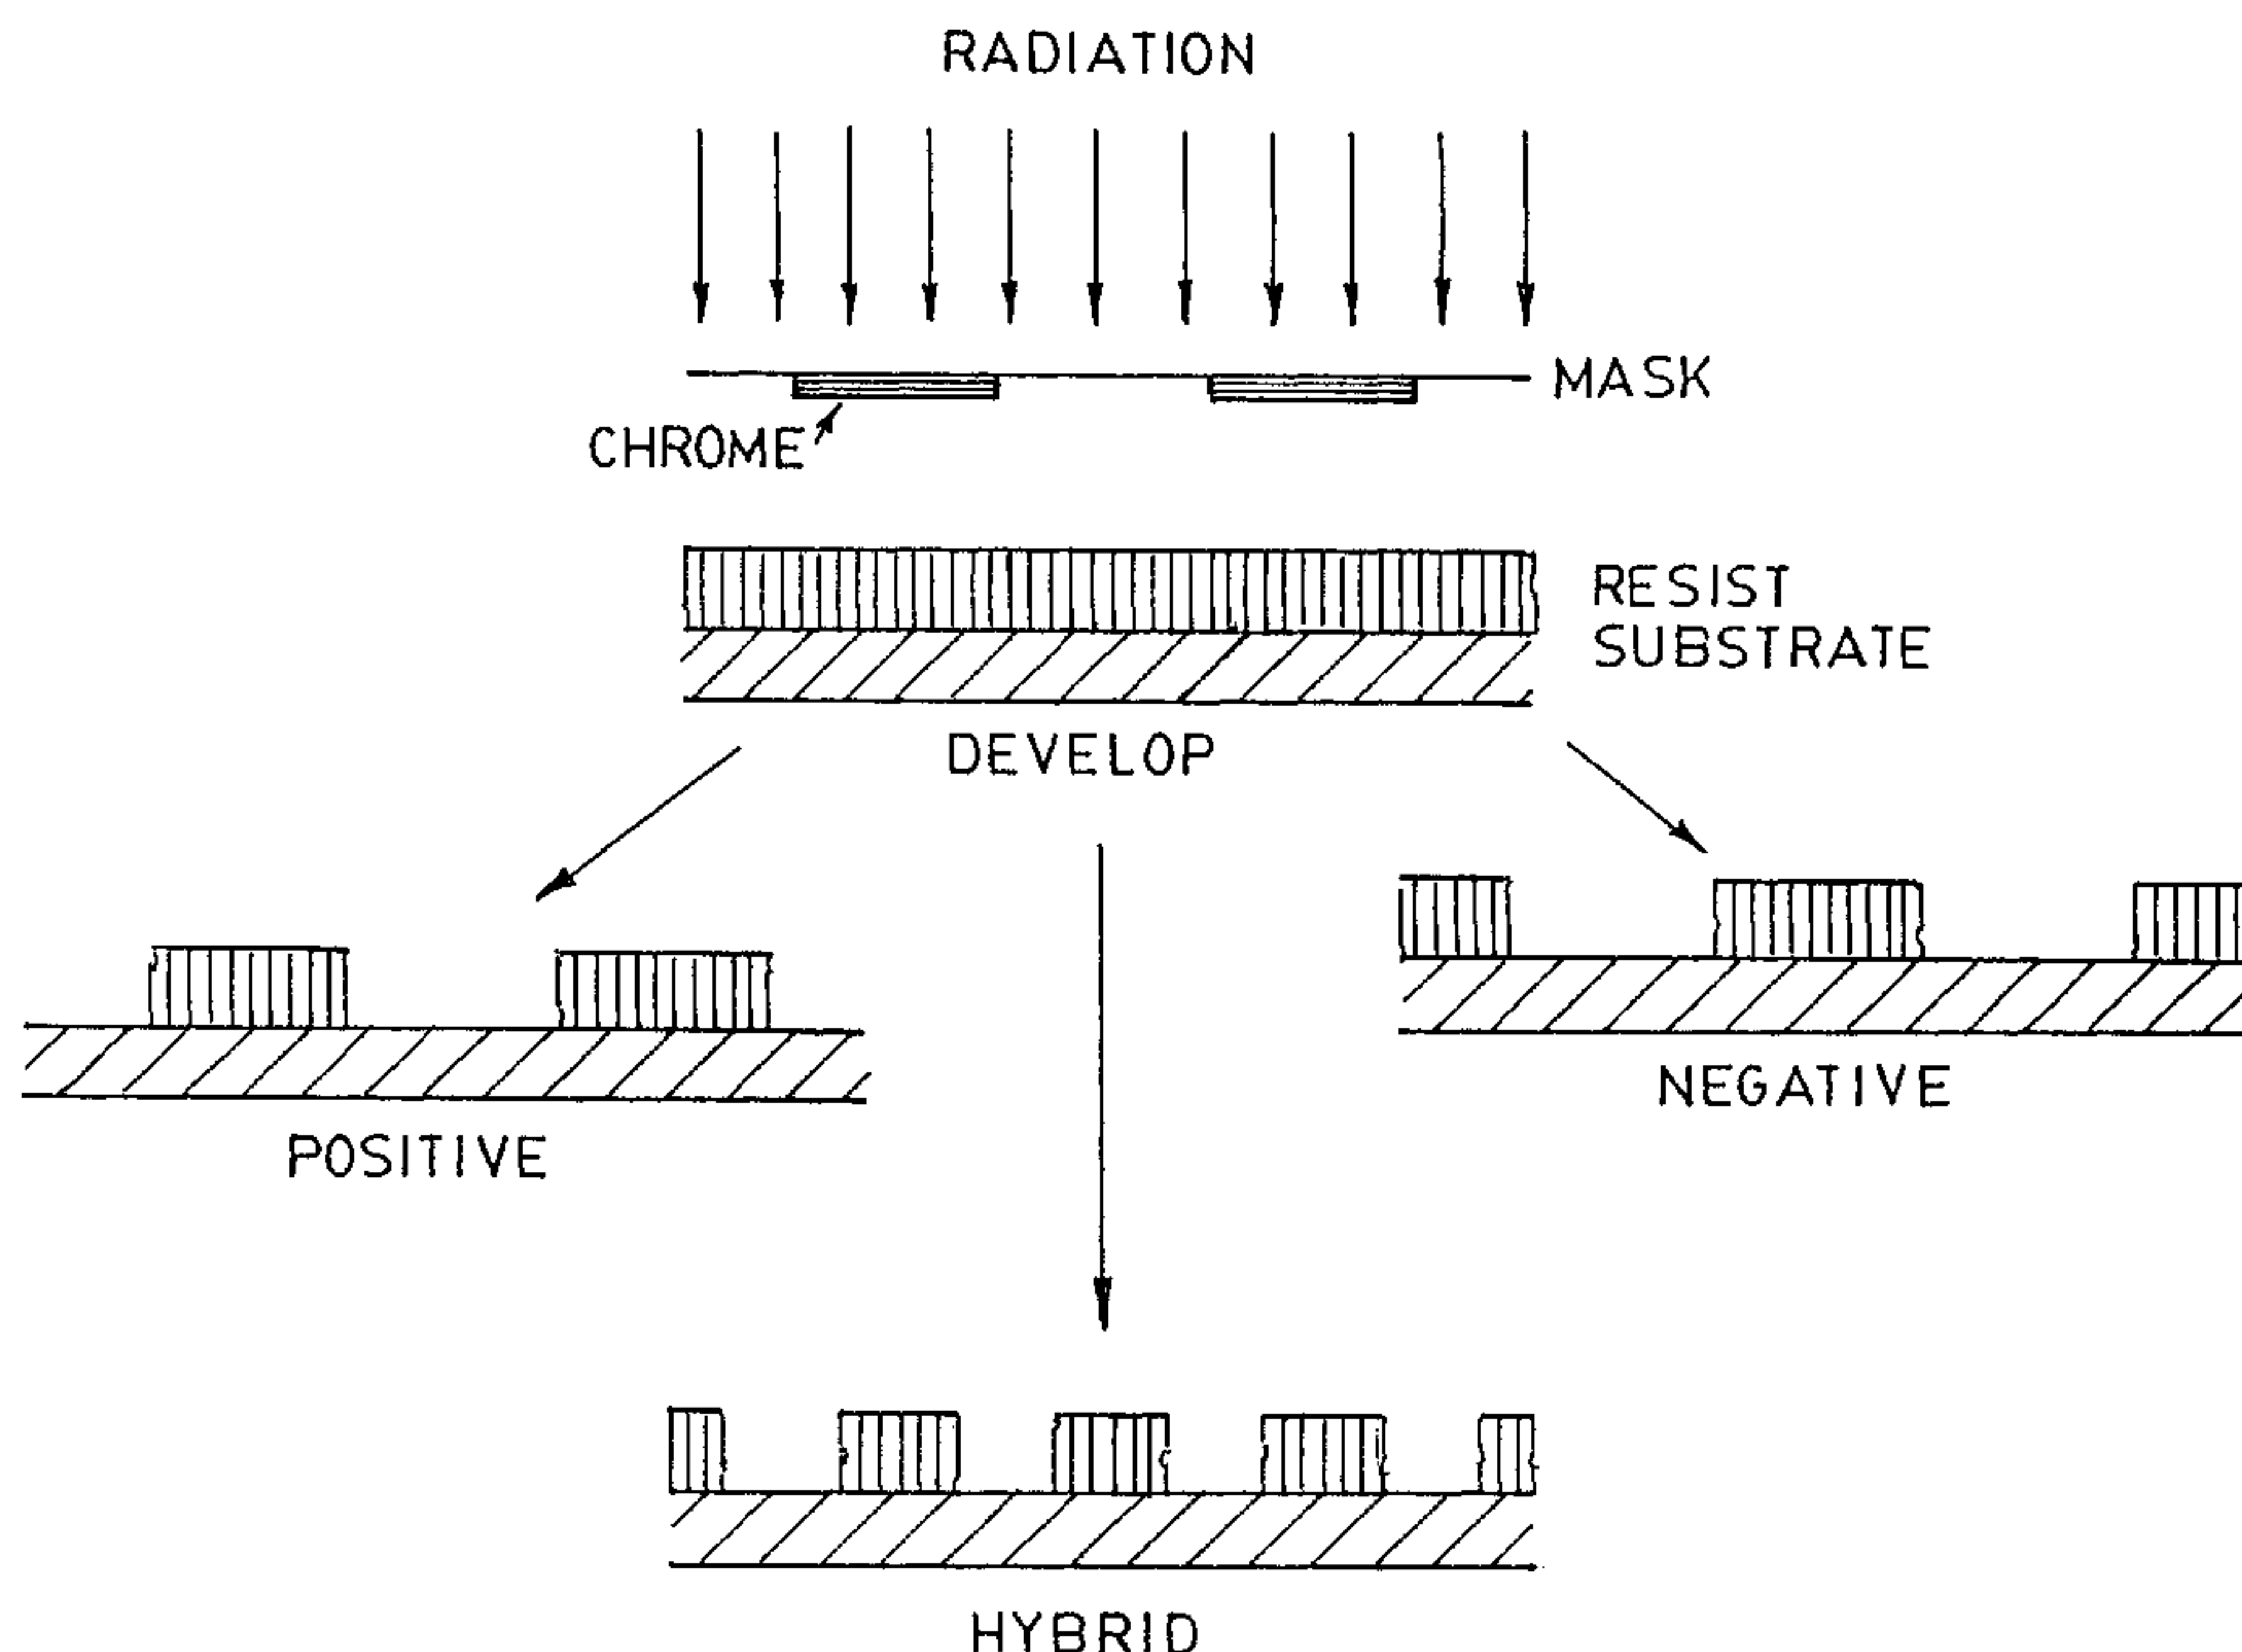 RADIATION
MASK
CHROME
RESIST
SUBSTRATE
DEVELOP
NEGATIVE
POSITIVE
HYBRID